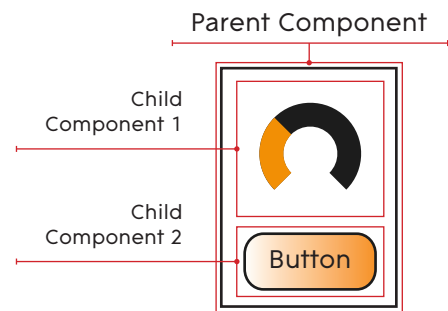 Parent Component
Child
Component 1
Child
Component 2
Button